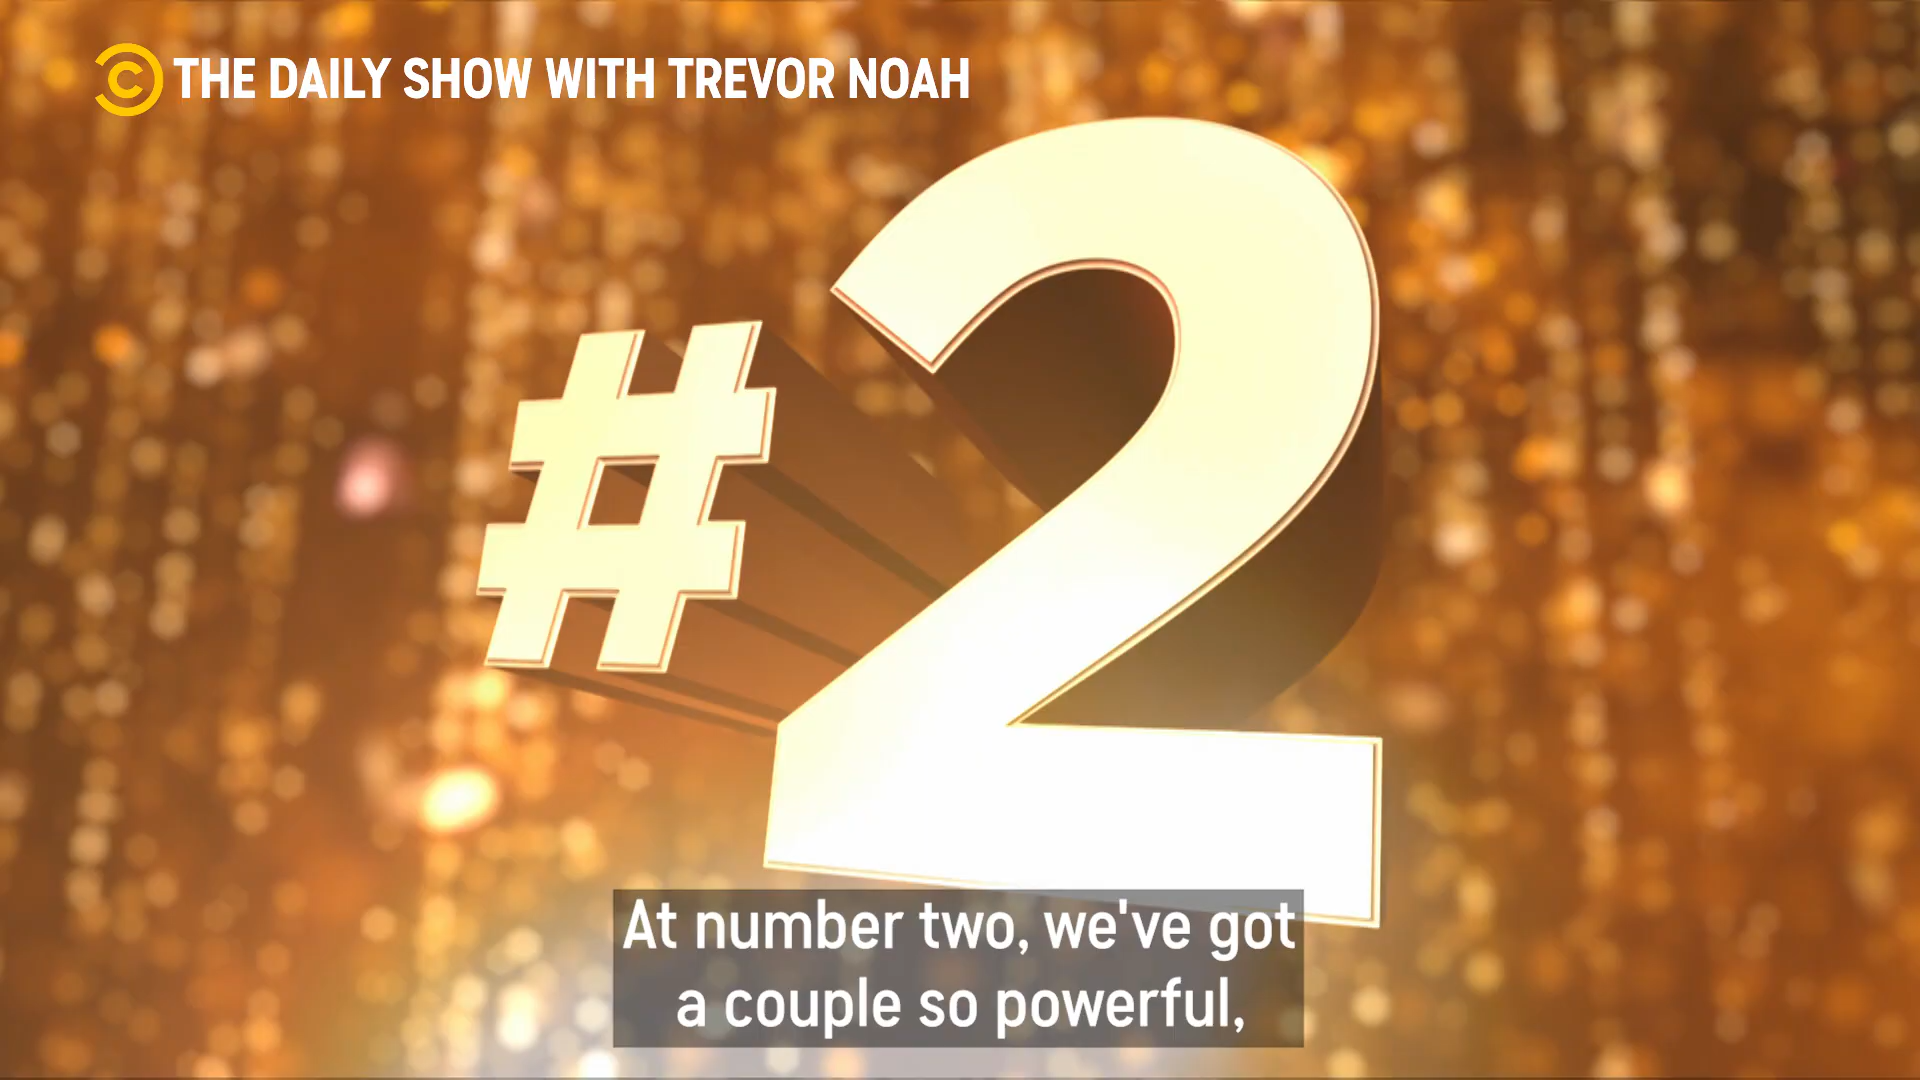 THE DAILY SHOW WITH TREVOR NOAH
#2
At number two, we've got
a couple so powerful,